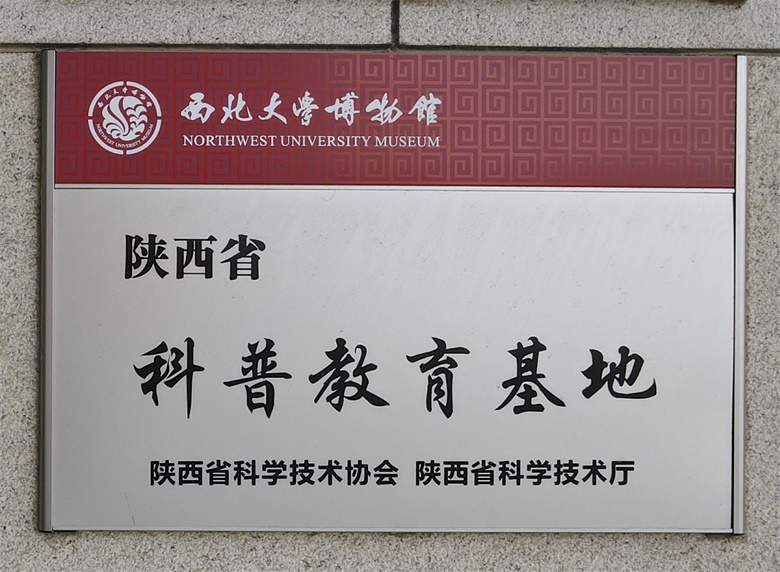 西北大学博物館
NORTHWEST UNIVERSITY MUSEUM
陕西省
科普教育基地
陕西省科学技术协会 陕西省科学技术厅